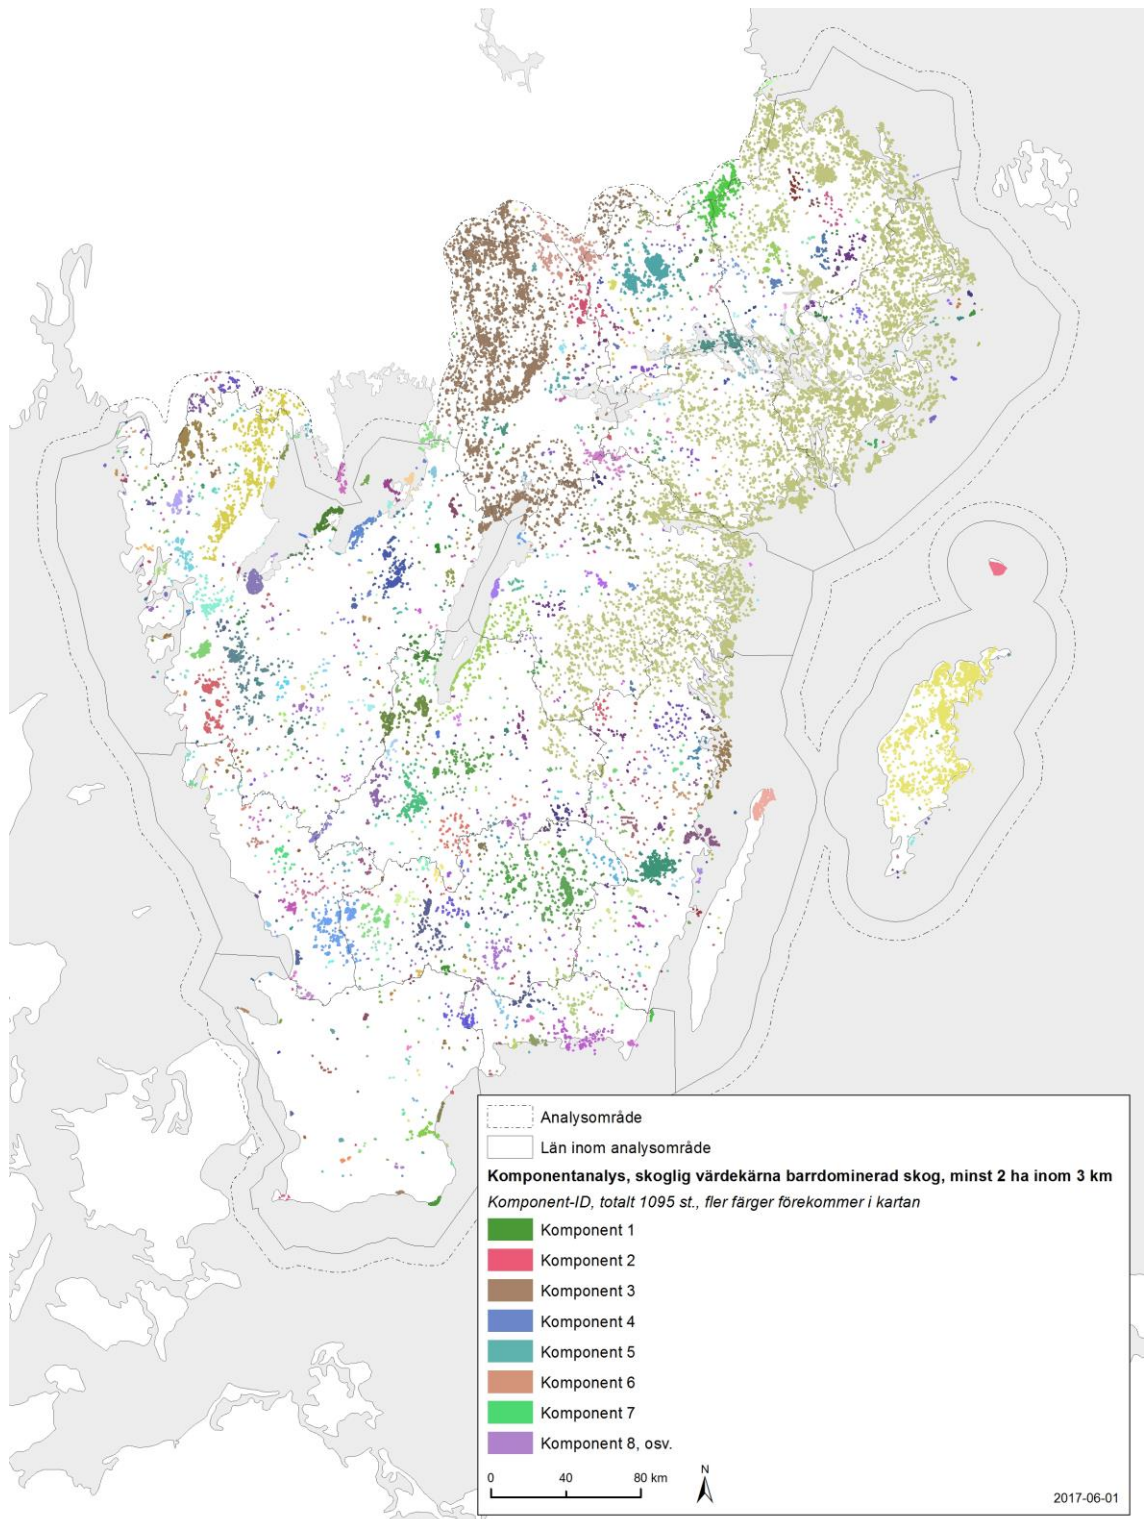 Analysområde
Län inom analysområde
Komponentanalys, skoglig värdekärna barrdominerad skog, minst 2 ha inom 3 km
Komponent-ID, totalt 1095 st., fler färger förekommer i kartan
Komponent 1
Komponent 2
Komponent 3
Komponent 4
Komponent 5
Komponent 6
Komponent 7
Komponent 8, osv.
0 40 80 km
N
2017-06-01